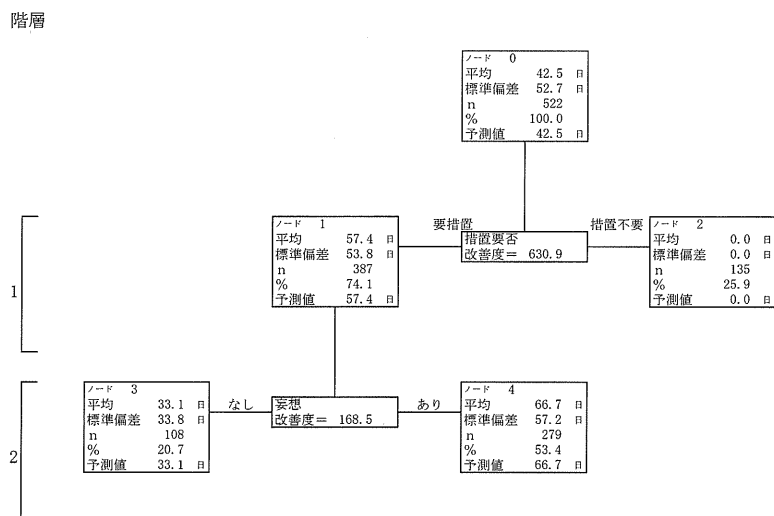 階層
ノード 0
平均 42.5 日
標準偏差 52.7 日
n 522
% 100.0
予測値 42.5 日
1
ノード 1
平均 57.4 日
標準偏差 53.8 日
n 387
% 74.1
予測値 57.4 日
要措置
措置要否
改善度= 630.9
措置不要
ノード 2
平均 0.0 日
標準偏差 0.0 日
n 135
% 25.9
予測値 0.0 日
2
ノード 3
平均 33.1 日
標準偏差 33.8 日
n 108
% 20.7
予測値 33.1 日
なし
妄想
改善度= 168.5
あり
ノード 4
平均 66.7 日
標準偏差 57.2 日
n 279
% 53.4
予測値 66.7 日